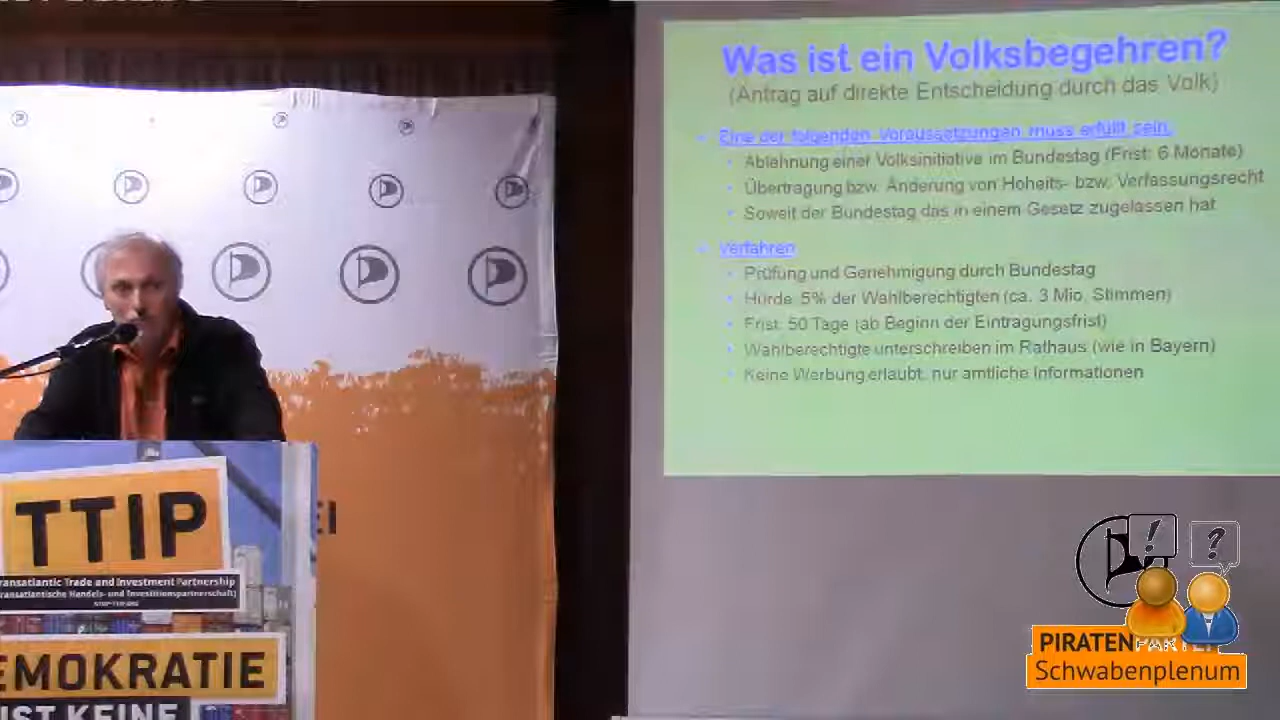 Was ist ein Volksbegehren?
(Antrag auf direkte Entscheidung durch das Volk)
Eine der folgenden Voraussetzungen muss erfüllt sein:
Ablehnung einer Volksinitiative im Bundestag (Frist: 6 Monate)
Übertragung bzw. Änderung von Hoheits- bzw. Verfassungsrecht
Soweit der Bundestag das in einem Gesetz zugelassen hat
Verfahren
Prüfung und Genehmigung durch Bundestag
Hürde: 5% der Wahlberechtigten (ca. 3 Mio. Stimmen)
Frist: 50 Tage (ab Beginn der Eintragungsfrist)
Wahlberechtigte unterschreiben im Rathaus (wie in Bayern)
Keine Werbung erlaubt, nur amtliche Informationen
EI
TTIP
ransatlantic Trade and Investment Partnership
ransatlantische Handels- und Investitionspartnerschaft)
EMOKRATIE
IST KEINE
! ?
PIRATENPARTEI
Schwabenplenum